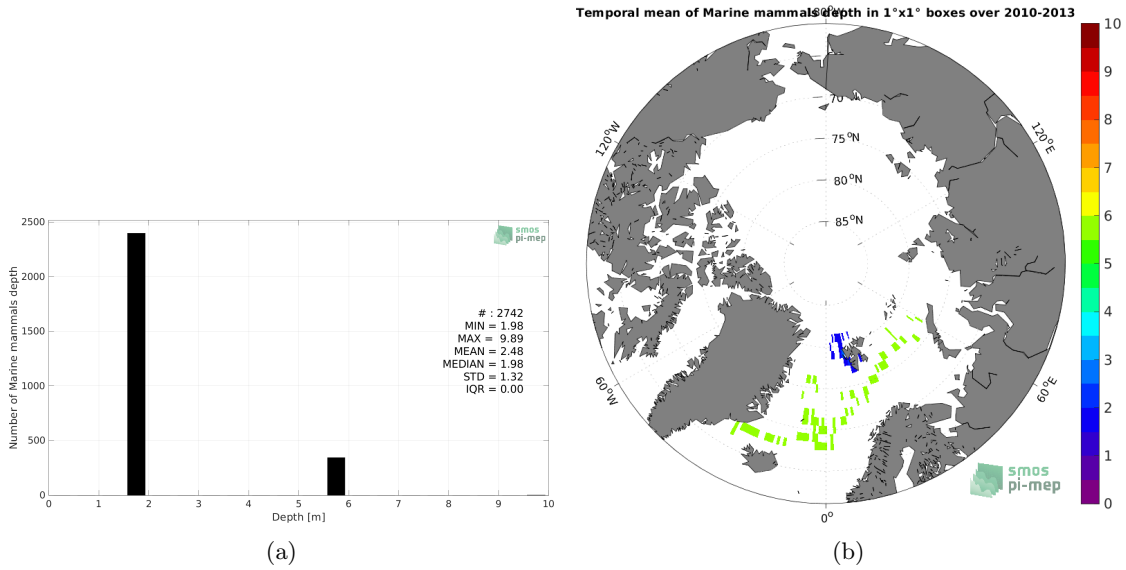 Temporal mean of Marine mammals depth in 1°x1° boxes over 2010-2013
180°W
120°W
120°E
70°N
75°N
80°N
85°N
60°W
60°E
0°
10
9
8
7
6
5
4
3
2
1
0
smos
pi-mep
2500
2000
1500
1000
500
0
Number of Marine mammals depth
smos
pi-mep
# : 2742
MIN = 1.98
MAX = 9.89
MEAN = 2.48
MEDIAN = 1.98
STD = 1.32
IQR = 0.00
0 1 2 3 4 5 6 7 8 9 10
Depth [m]
(a)
(b)